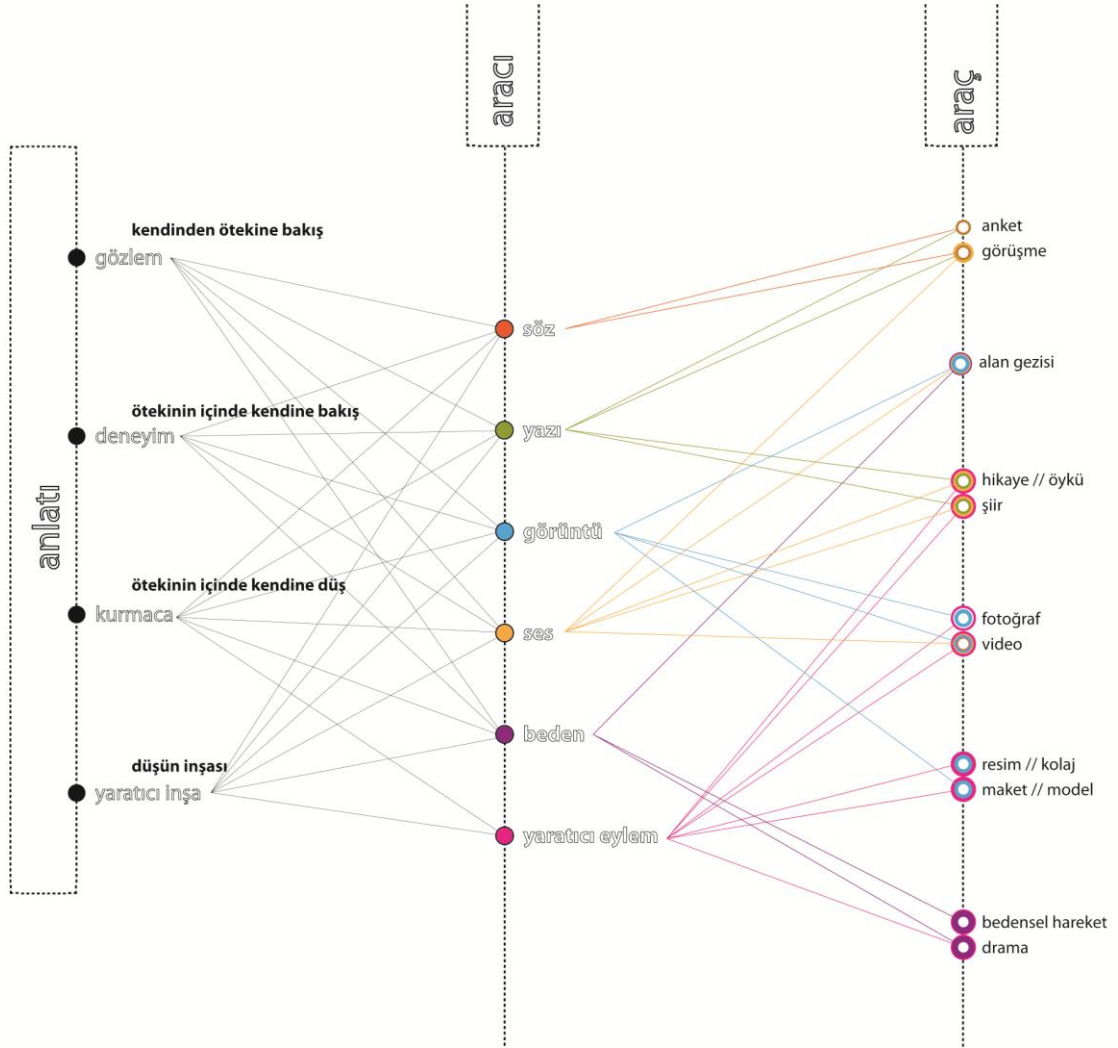 anlatı
aracı
araç
kendinden ötekine bakış
gözlem
ötekinin içinde kendine bakış
deneyim
ötekinin içinde kendine düş
kurmaca
düşün inşası
yaratıcı inşa
söz
yazı
görüntü
ses
beden
yaratıcı eylem
anket
görüşme
alan gezisi
hikaye // öykü
şiir
fotoğraf
video
resim // kolaj
maket // model
bedensel hareket
drama